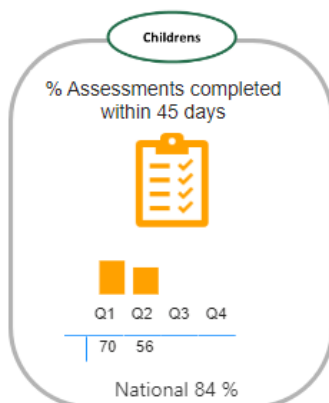 Childrens
% Assessments completed
within 45 days
Q1 Q2 Q3 Q4
70 56
National 84 %